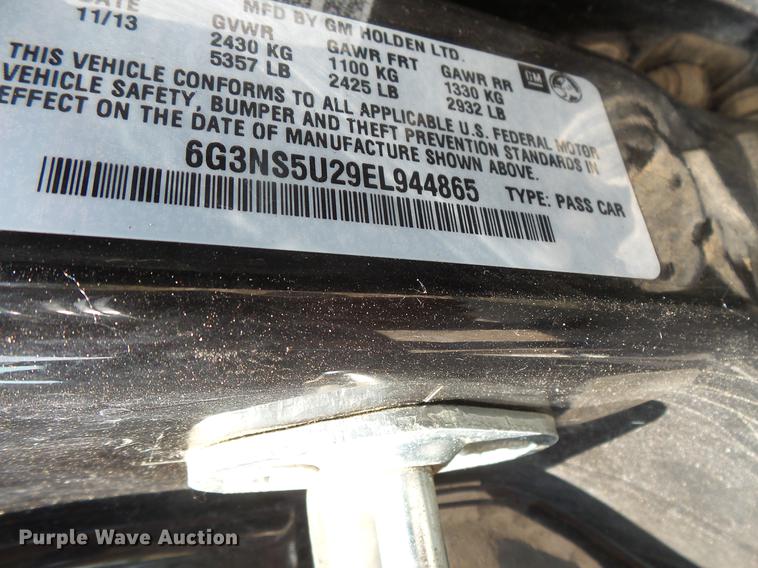 DATE
11/13
GVWR
2430 KG
5357 LB
MFD BY GM HOLDEN LTD.
GAWR FRT
1100 KG
2425 LB
GAWR RR
1330 KG
2932 LB
GM
THIS VEHICLE CONFORMS TO ALL APPLICABLE U.S. FEDERAL MOTOR
VEHICLE SAFETY, BUMPER AND THEFT PREVENTION STANDARDS IN
EFFECT ON THE DATE OF MANUFACTURE SHOWN ABOVE.
6G3NS5U29EL944865
TYPE: PASS CAR
Purple Wave Auction